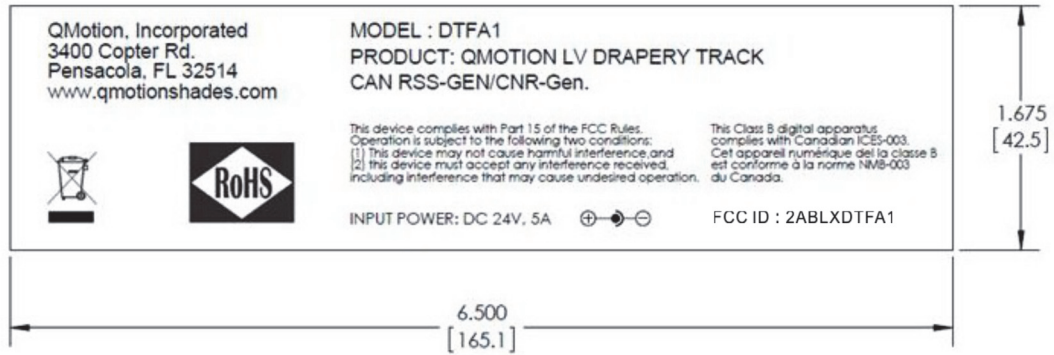 QMotion, Incorporated
3400 Copter Rd.
Pensacola, FL 32514
www.qmotionshades.com
RoHS
MODEL : DTFA1
PRODUCT: QMOTION LV DRAPERY TRACK
CAN RSS-GEN/CNR-Gen.
This device complies with Part 15 of the FCC Rules.
Operation is subject to the following two conditions:
(1) This device may not cause harmful interference,and
(2) this device must accept any interference received,
including interference that may cause undesired operation.
This Class B digital apparatus
complies with Canadian ICES-003.
Cet appareil numérique del la classe B
est conforme à la norme NMB-003
du Canada.
INPUT POWER: DC 24V, 5A
FCC ID : 2ABLXDTFA1
1.675
[42.5]
6.500
[165.1]